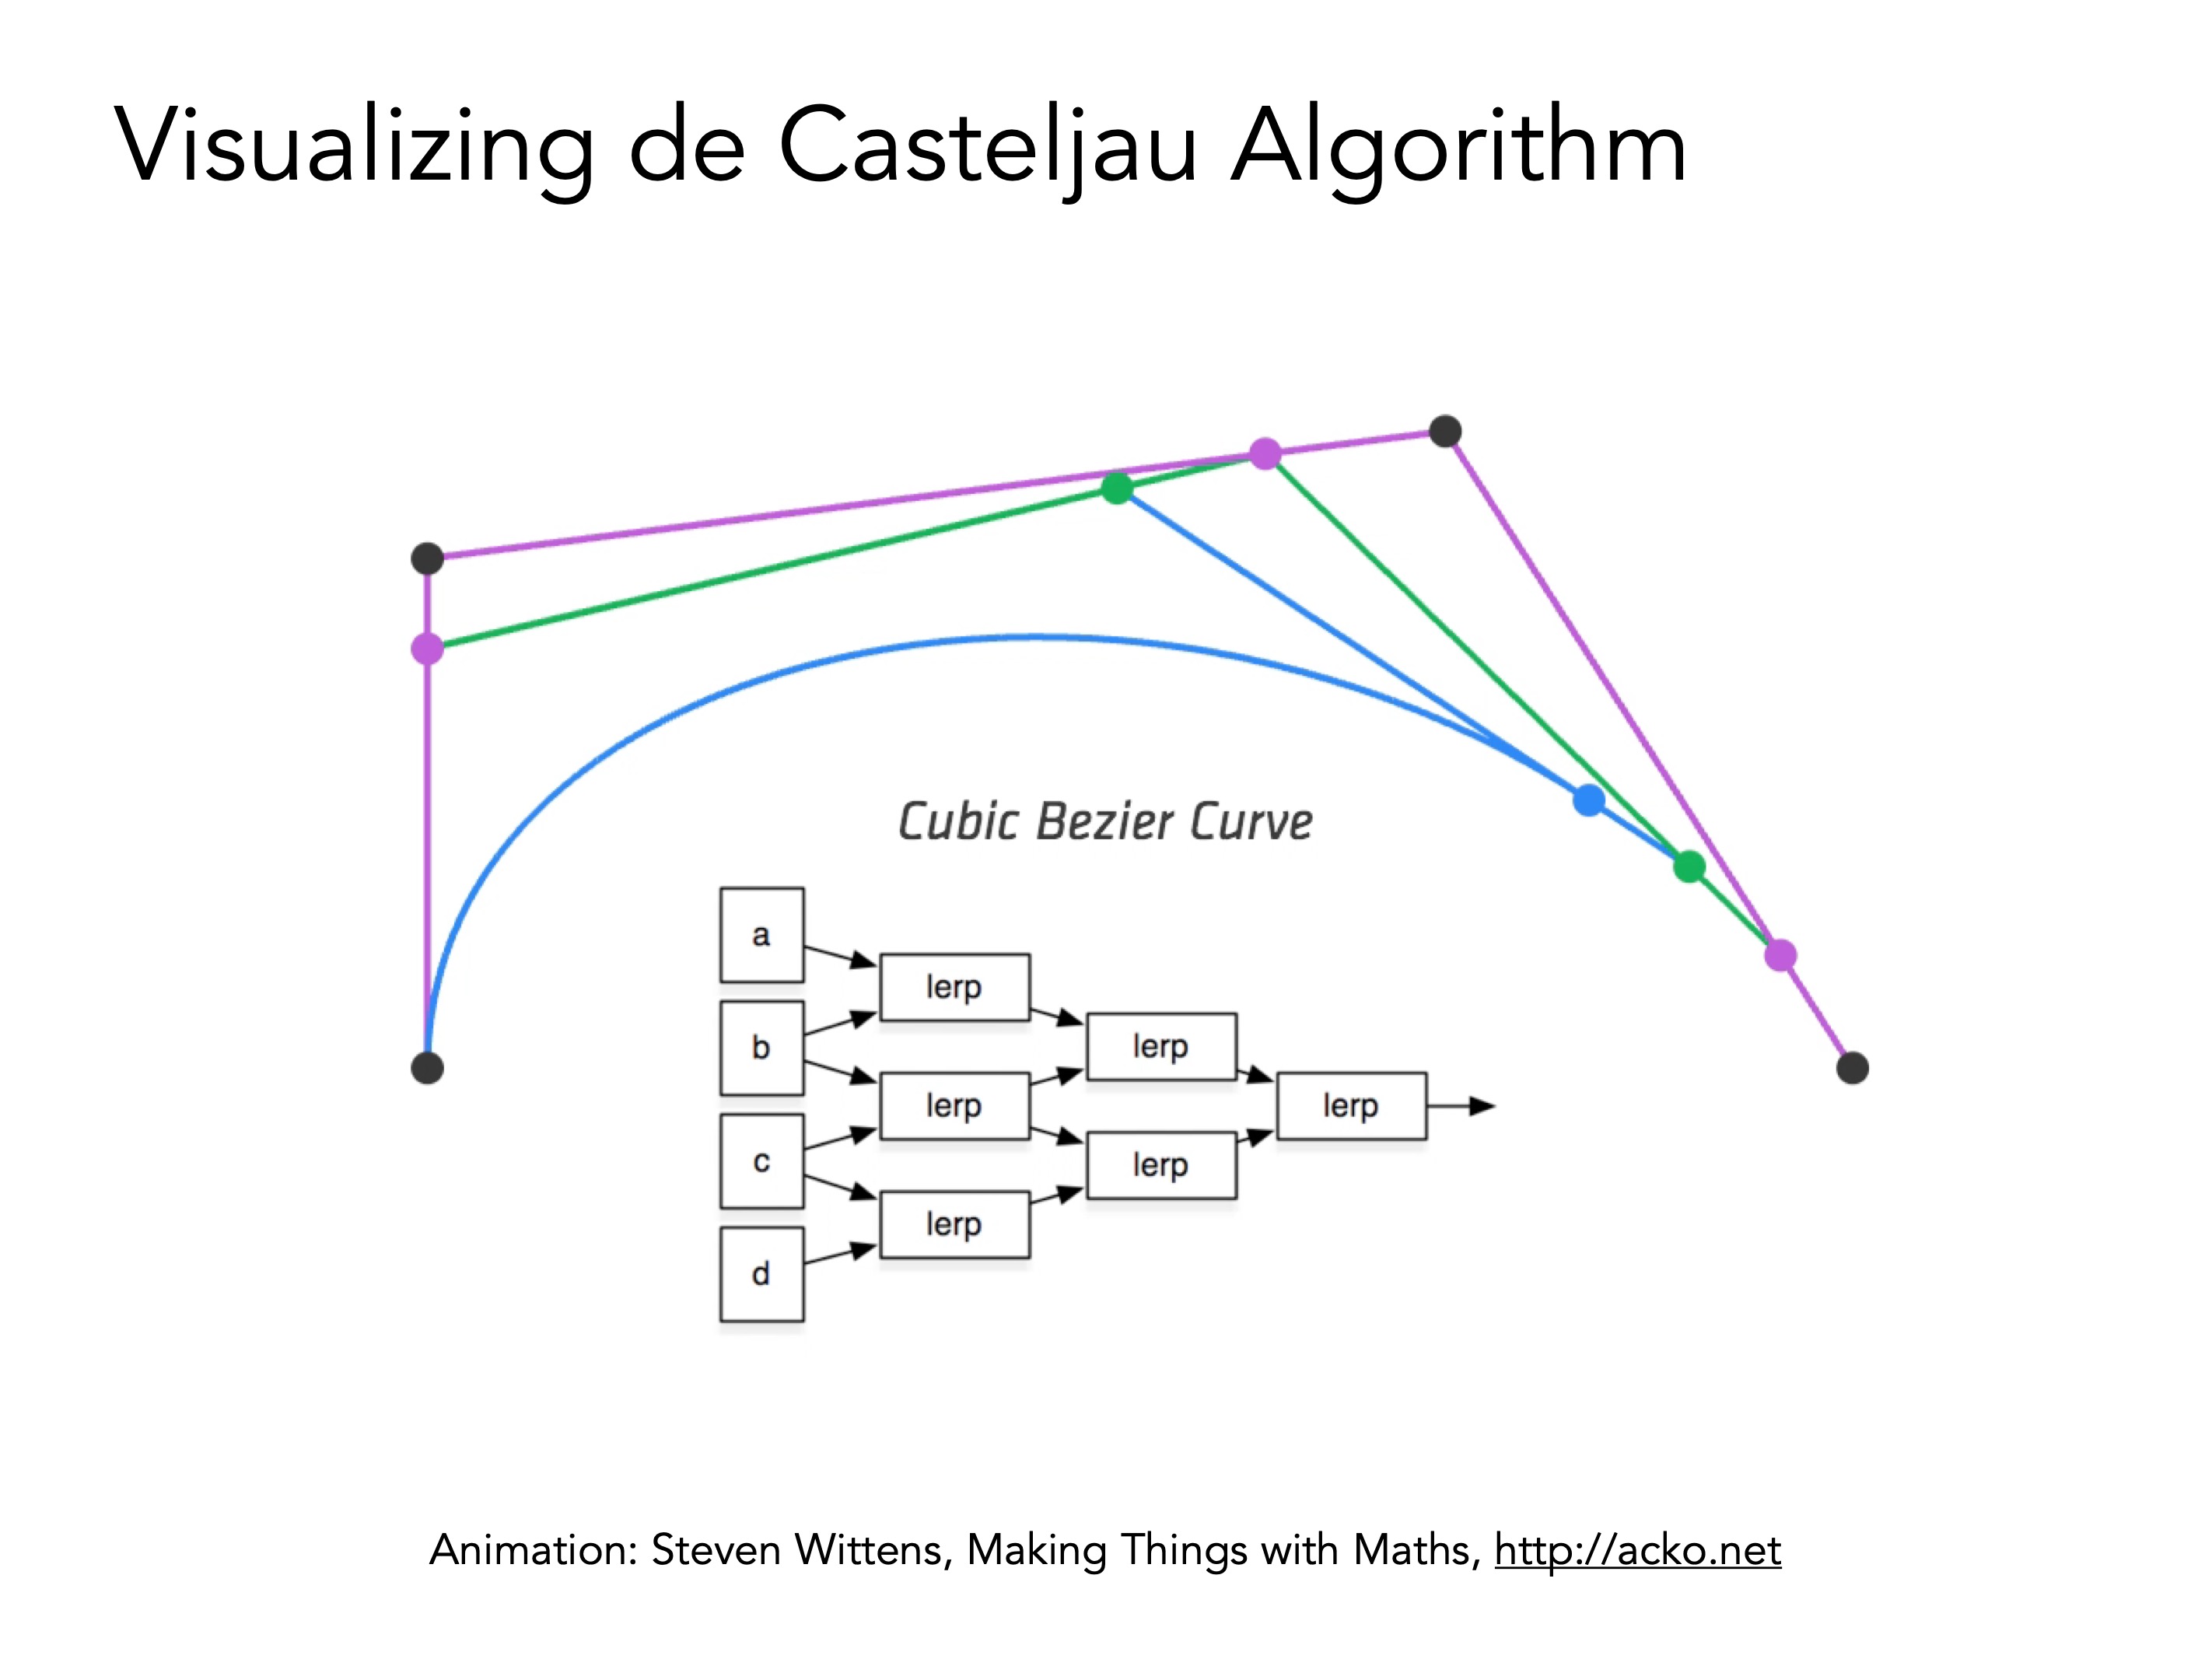 Visualizing de Casteljau Algorithm
Cubic Bezier Curve
a
b
c
d
lerp
lerp
lerp
lerp
lerp
lerp
Animation: Steven Wittens, Making Things with Maths, http://acko.net